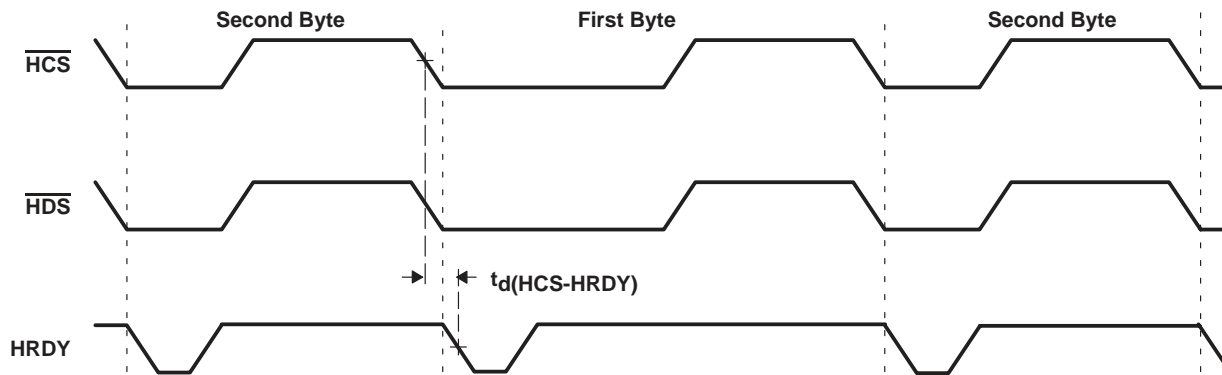 Second Byte First Byte Second Byte
HCS
HDS
td(HCS-HRDY)
HRDY